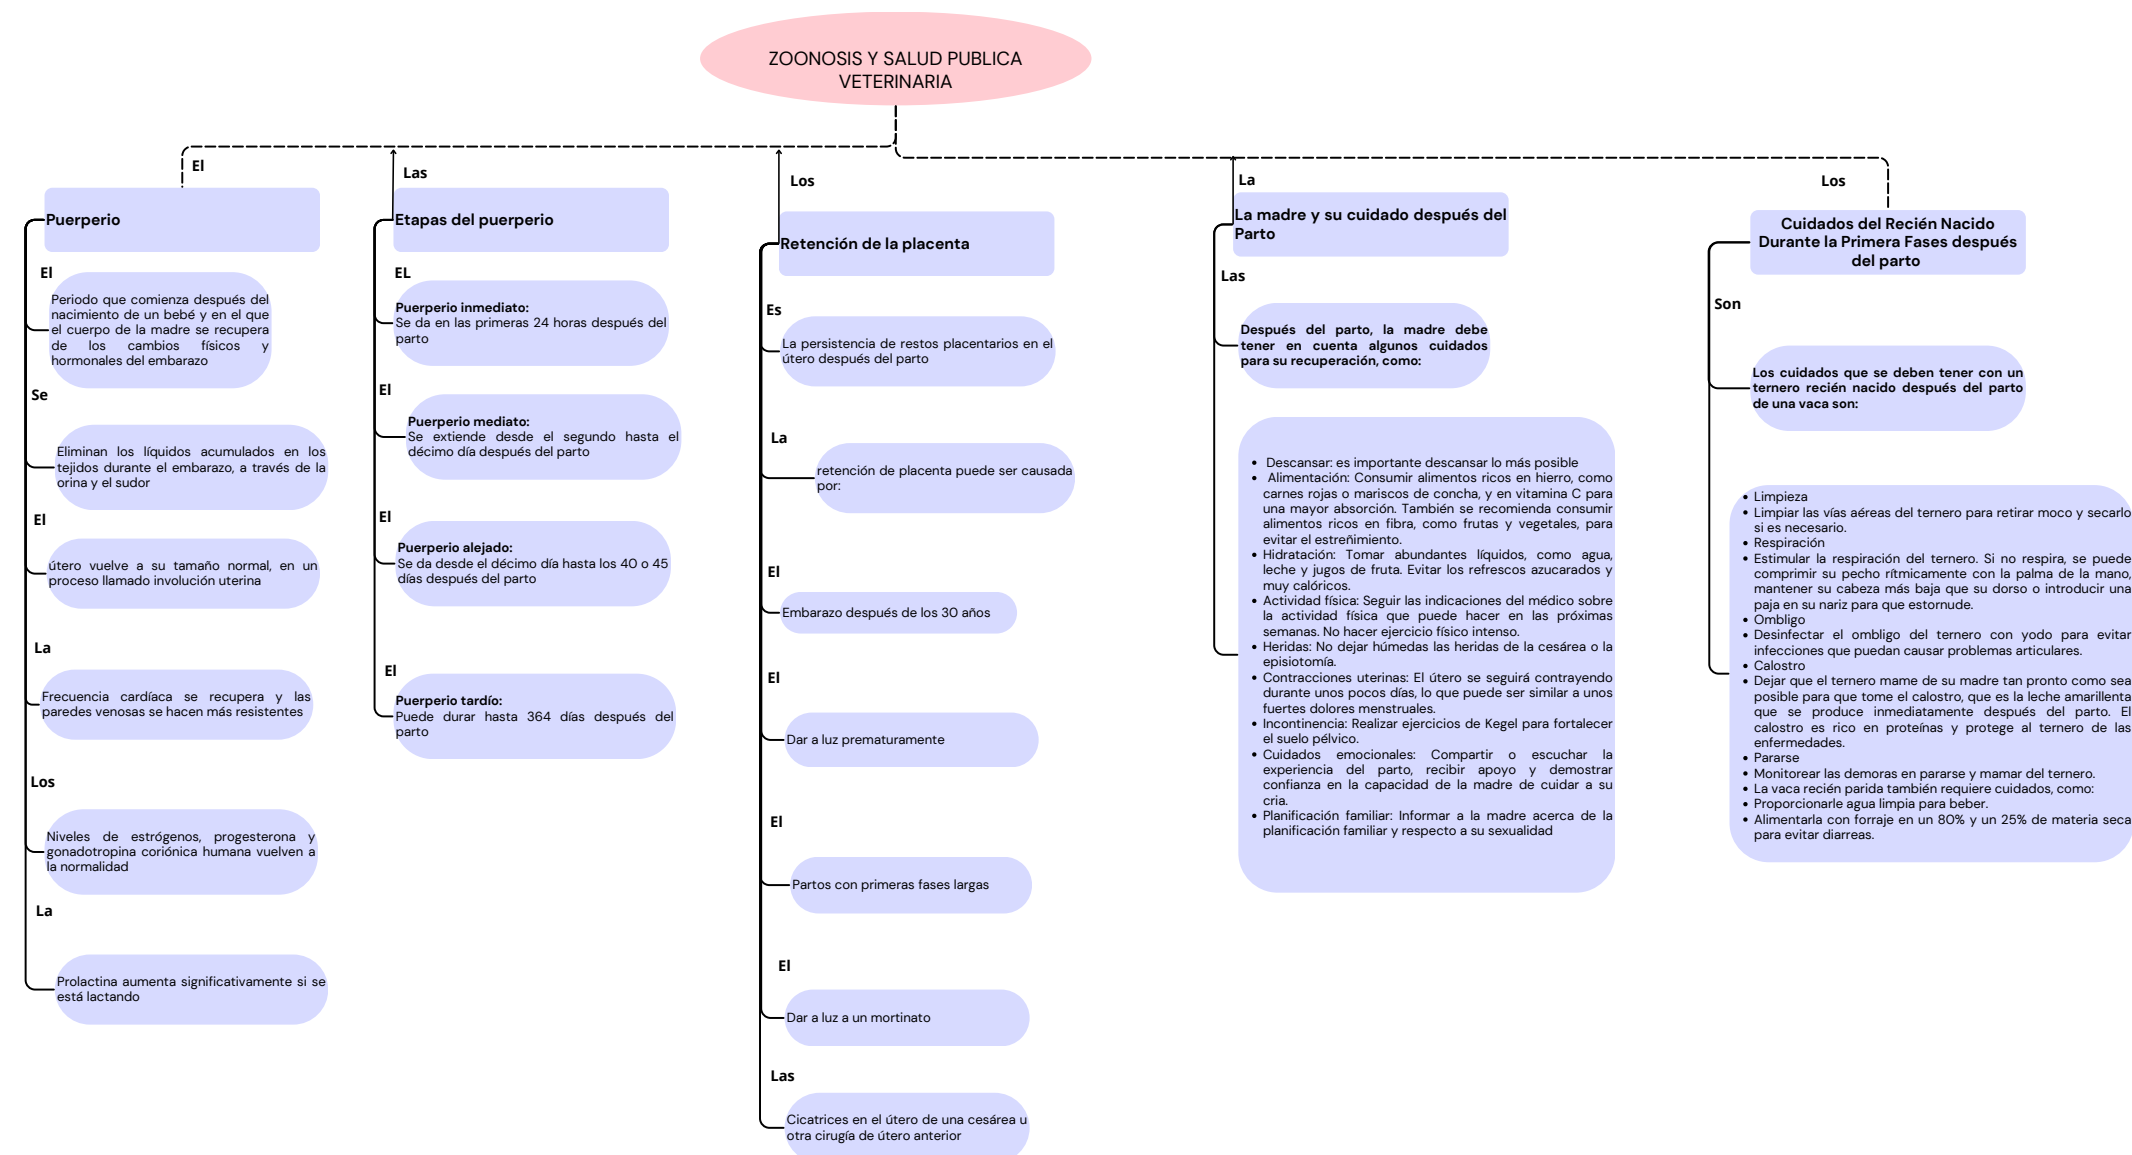 ZOONOSIS Y SALUD PUBLICA
VETERINARIA
El
Puerperio
El
Periodo que comienza después del
nacimiento de un bebé y en el que
el cuerpo de la madre se recupera
de los cambios físicos y
hormonales del embarazo
Se
Eliminan los líquidos acumulados en los
tejidos durante el embarazo, a través de la
orina y el sudor
El
útero vuelve a su tamaño normal, en un
proceso llamado involución uterina
La
Frecuencia cardíaca se recupera y las
paredes venosas se hacen más resistentes
Los
Niveles de estrógenos, progesterona y
gonadotropina coriónica humana vuelven a
la normalidad
La
Prolactina aumenta significativamente si se
está lactando
Las
Etapas del puerperio
EL
Puerperio inmediato:
Se da en las primeras 24 horas después del
parto
El
Puerperio mediato:
Se extiende desde el segundo hasta el
décimo día después del parto
El
Puerperio alejado:
Se da desde el décimo día hasta los 40 o 45
días después del parto
El
Puerperio tardío:
Puede durar hasta 364 días después del
parto
Los
Retención de la placenta
Es
La persistencia de restos placentarios en el
útero después del parto
La
retención de placenta puede ser causada
por:
El
Embarazo después de los 30 años
El
Dar a luz prematuramente
El
Partos con primeras fases largas
El
Dar a luz a un mortinato
Las
Cicatrices en el útero de una cesárea u
otra cirugía de útero anterior
La
La madre y su cuidado después del
Parto
Las
Después del parto, la madre debe
tener en cuenta algunos cuidados
para su recuperación, como:
• Descansar: es importante descansar lo más posible
• Alimentación: Consumir alimentos ricos en hierro, como
carnes rojas o mariscos de concha, y en vitamina C para
una mayor absorción. También se recomienda consumir
alimentos ricos en fibra, como frutas y vegetales, para
evitar el estreñimiento.
• Hidratación: Tomar abundantes líquidos, como agua,
leche y jugos de fruta. Evitar los refrescos azucarados y
muy calóricos.
• Actividad física: Seguir las indicaciones del médico sobre
la actividad física que puede hacer en las próximas
semanas. No hacer ejercicio físico intenso.
• Heridas: No dejar húmedas las heridas de la cesárea o la
episiotomía.
• Contracciones uterinas: El útero se seguirá contrayendo
durante unos pocos días, lo que puede ser similar a unos
fuertes dolores menstruales.
• Incontinencia: Realizar ejercicios de Kegel para fortalecer
el suelo pélvico.
• Cuidados emocionales: Compartir o escuchar la
experiencia del parto, recibir apoyo y demostrar
confianza en la capacidad de la madre de cuidar a su
cria.
• Planificación familiar: Informar a la madre acerca de la
planificación familiar y respecto a su sexualidad
Los
Cuidados del Recién Nacido
Durante la Primera Fases después
del parto
Son
Los cuidados que se deben tener con un
ternero recién nacido después del parto
de una vaca son:
• Limpieza
• Limpiar las vías aéreas del ternero para retirar moco y secarlo
si es necesario.
• Respiración
• Estimular la respiración del ternero. Si no respira, se puede
comprimir su pecho rítmicamente con la palma de la mano,
mantener su cabeza más baja que su dorso o introducir una
paja en su nariz para que estornude.
• Ombligo
• Desinfectar el ombligo del ternero con yodo para evitar
infecciones que puedan causar problemas articulares.
• Calostro
• Dejar que el ternero mame de su madre tan pronto como sea
posible para que tome el calostro, que es la leche amarillenta
que se produce inmediatamente después del parto. El
calostro es rico en proteínas y protege al ternero de las
enfermedades.
• Pararse
• Monitorear las demoras en pararse y mamar del ternero.
• La vaca recién parida también requiere cuidados, como:
• Proporcionarle agua limpia para beber.
• Alimentarla con forraje en un 80% y un 25% de materia seca
para evitar diarreas.